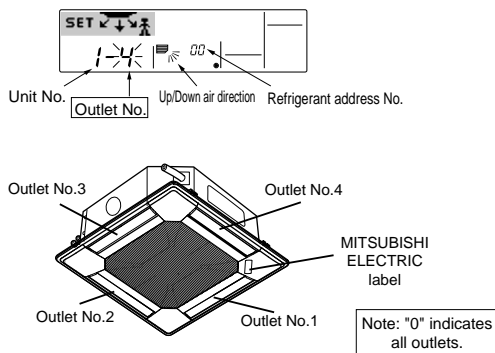 SET
1-4 00
Unit No. Outlet No. Up/Down air direction Refrigerant address No.
Outlet No.3
Outlet No.4
MITSUBISHI
ELECTRIC
label
Outlet No.2
Outlet No.1
Note: "0" indicates
all outlets.